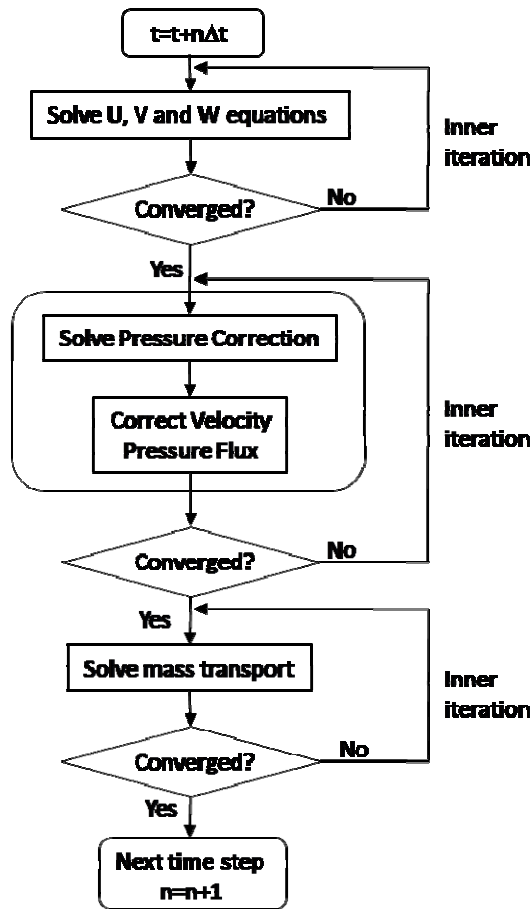 t=t+nΔt
Solve U, V and W equations
Inner
iteration
No
Converged?
Yes
Solve Pressure Correction
Correct Velocity
Pressure Flux
Inner
iteration
No
Converged?
Yes
Solve mass transport
Inner
iteration
No
Converged?
Yes
Next time step
n=n+1